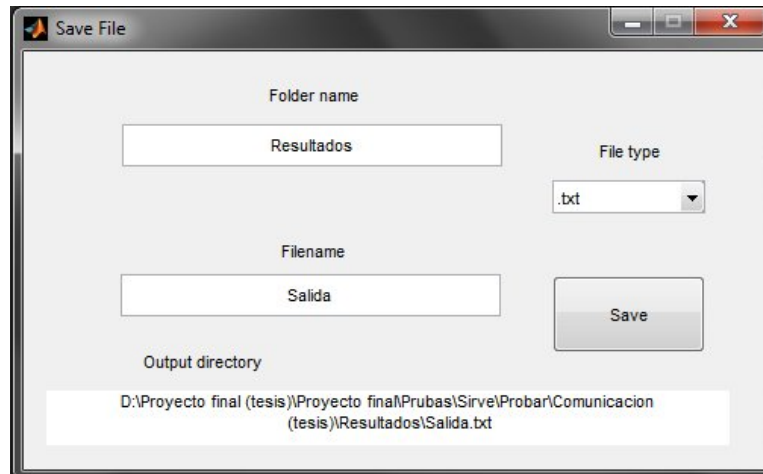 Save File
Folder name
Resultados
File type
.txt
Filename
Salida
Save
Output directory
D:\Proyecto final (tesis)\Proyecto final\Prubas\Sirve\Probar\Comunicacion
(tesis)\Resultados\Salida.txt